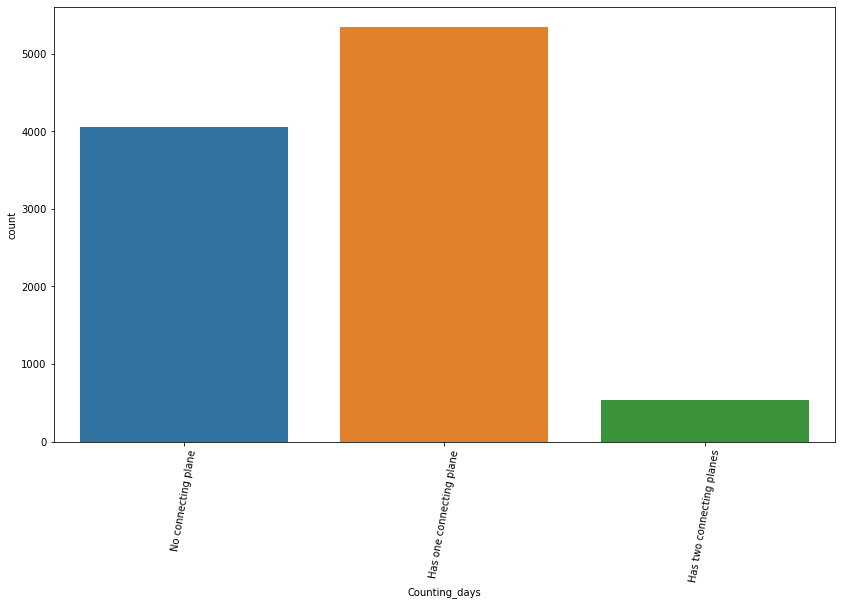 5000
4000
3000
2000
1000
0
count
No connecting plane
Has one connecting plane
Has two connecting planes
Counting_days